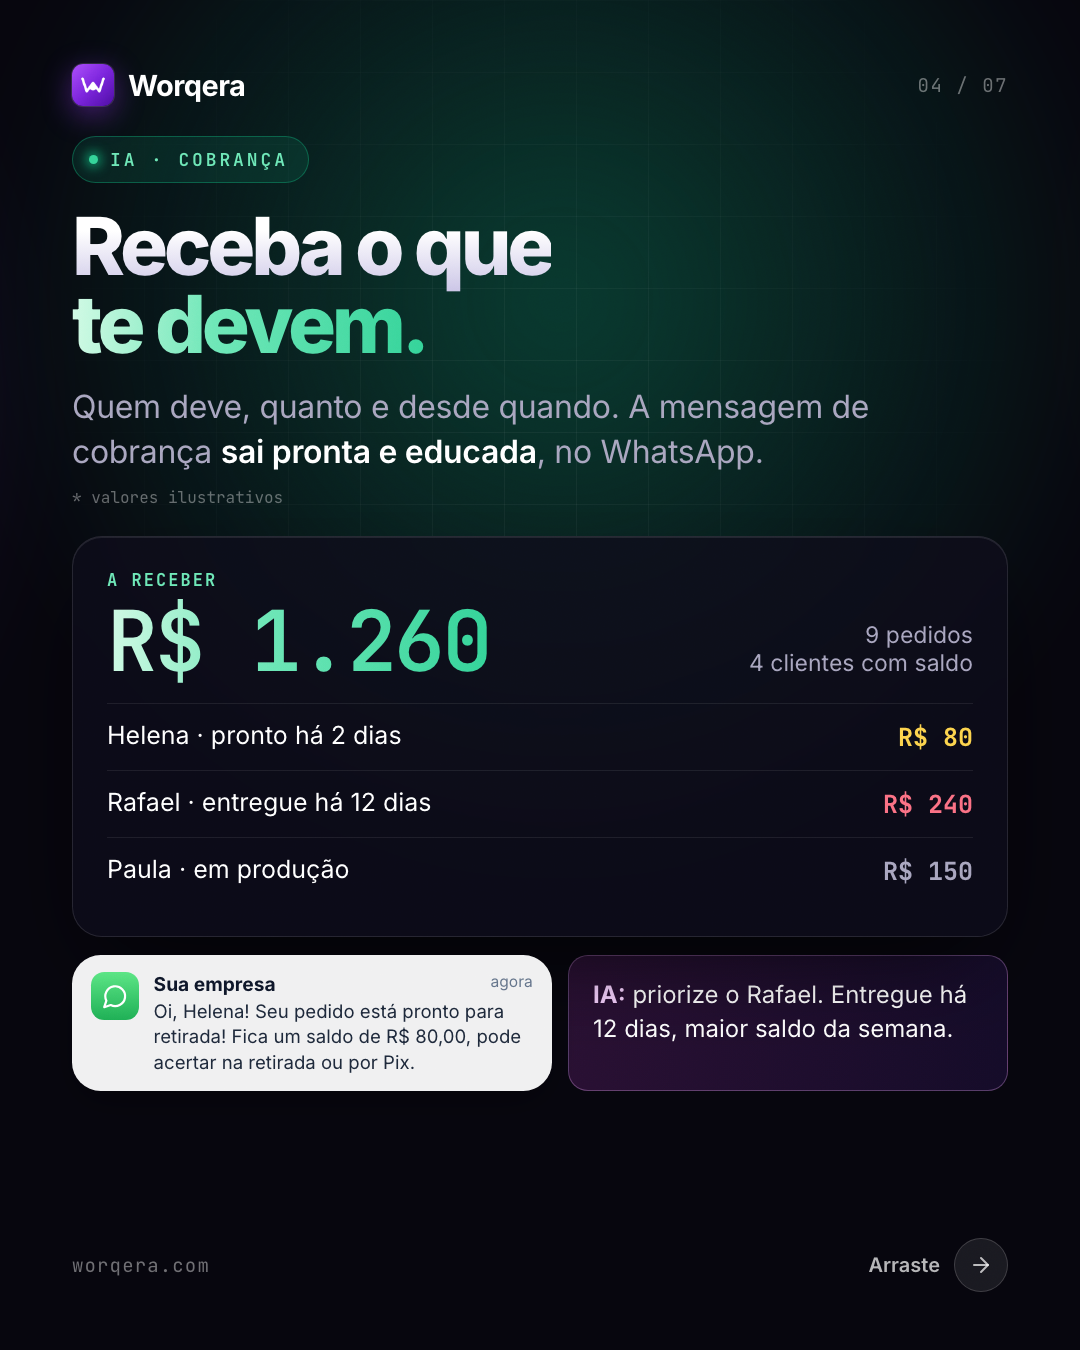 Worqera
04 / 07
IA · COBRANÇA
Receba o que
te devem.
Quem deve, quanto e desde quando. A mensagem de
cobrança sai pronta e educada, no WhatsApp.
* valores ilustrativos
A RECEBER
R$ 1.260
9 pedidos
4 clientes com saldo
Helena · pronto há 2 dias
R$ 80
Rafael · entregue há 12 dias
R$ 240
Paula · em produção
R$ 150
Sua empresa
agora
Oi, Helena! Seu pedido está pronto para
retirada! Fica um saldo de R$ 80,00, pode
acertar na retirada ou por Pix.
IA: priorize o Rafael. Entregue há
12 dias, maior saldo da semana.
worqera.com
Arraste